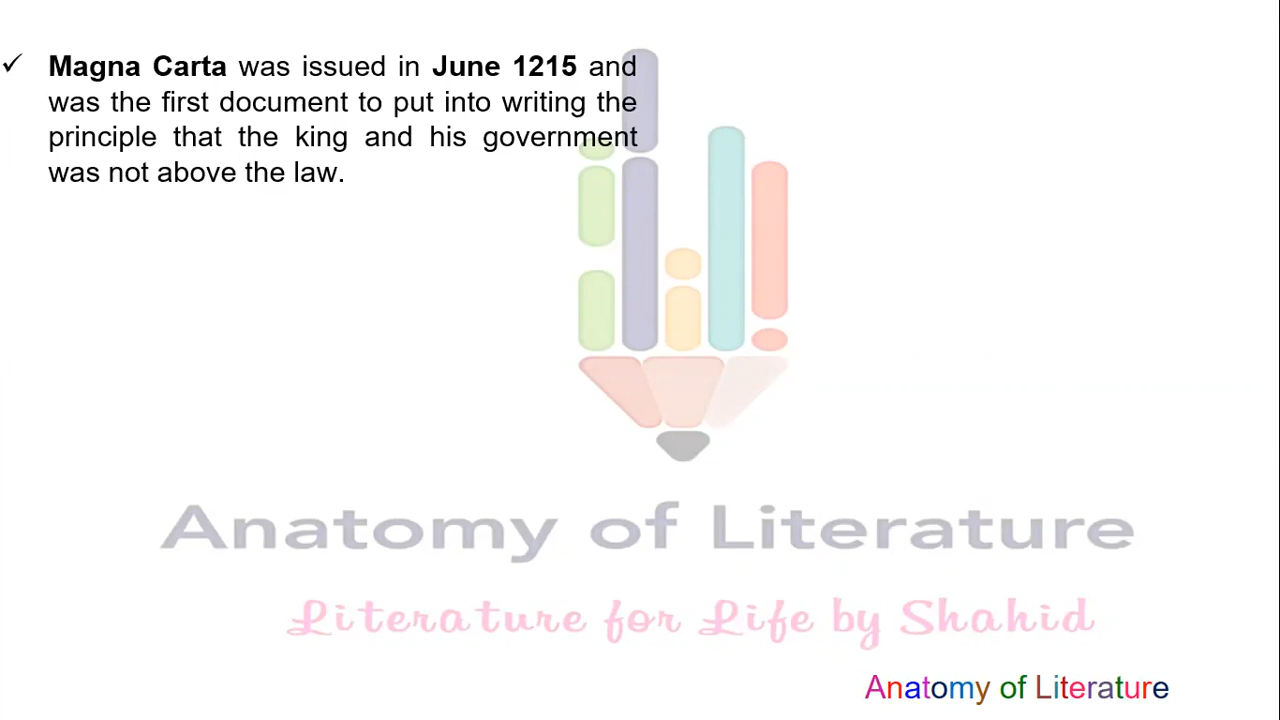 ✓ Magna Carta was issued in June 1215 and
was the first document to put into writing the
principle that the king and his government
was not above the law.
Anatomy of Literature
Literature for Life by Shahid
Anatomy of Literature